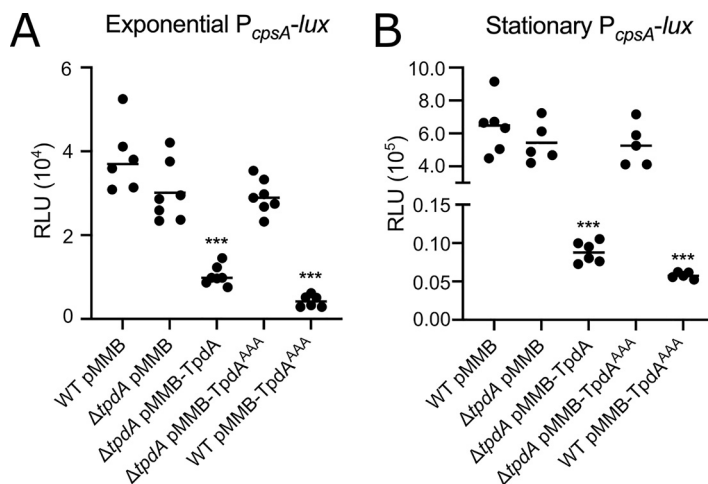 A
Exponential PcpsA-lux
RLU (10⁴)
6
4
2
0
***
***
WT pMMB
ΔtpdA pMMB
ΔtpdA pMMB-TpdA
ΔtpdA pMMB-TpdAᴬᴬᴬ
WT pMMB-TpdAᴬᴬᴬ
B
Stationary PcpsA-lux
RLU (10⁵)
10.0
8.0
6.0
4.0
0.15
0.10
0.05
0.00
***
***
WT pMMB
ΔtpdA pMMB
ΔtpdA pMMB-TpdA
ΔtpdA pMMB-TpdAᴬᴬᴬ
WT pMMB-TpdAᴬᴬᴬ